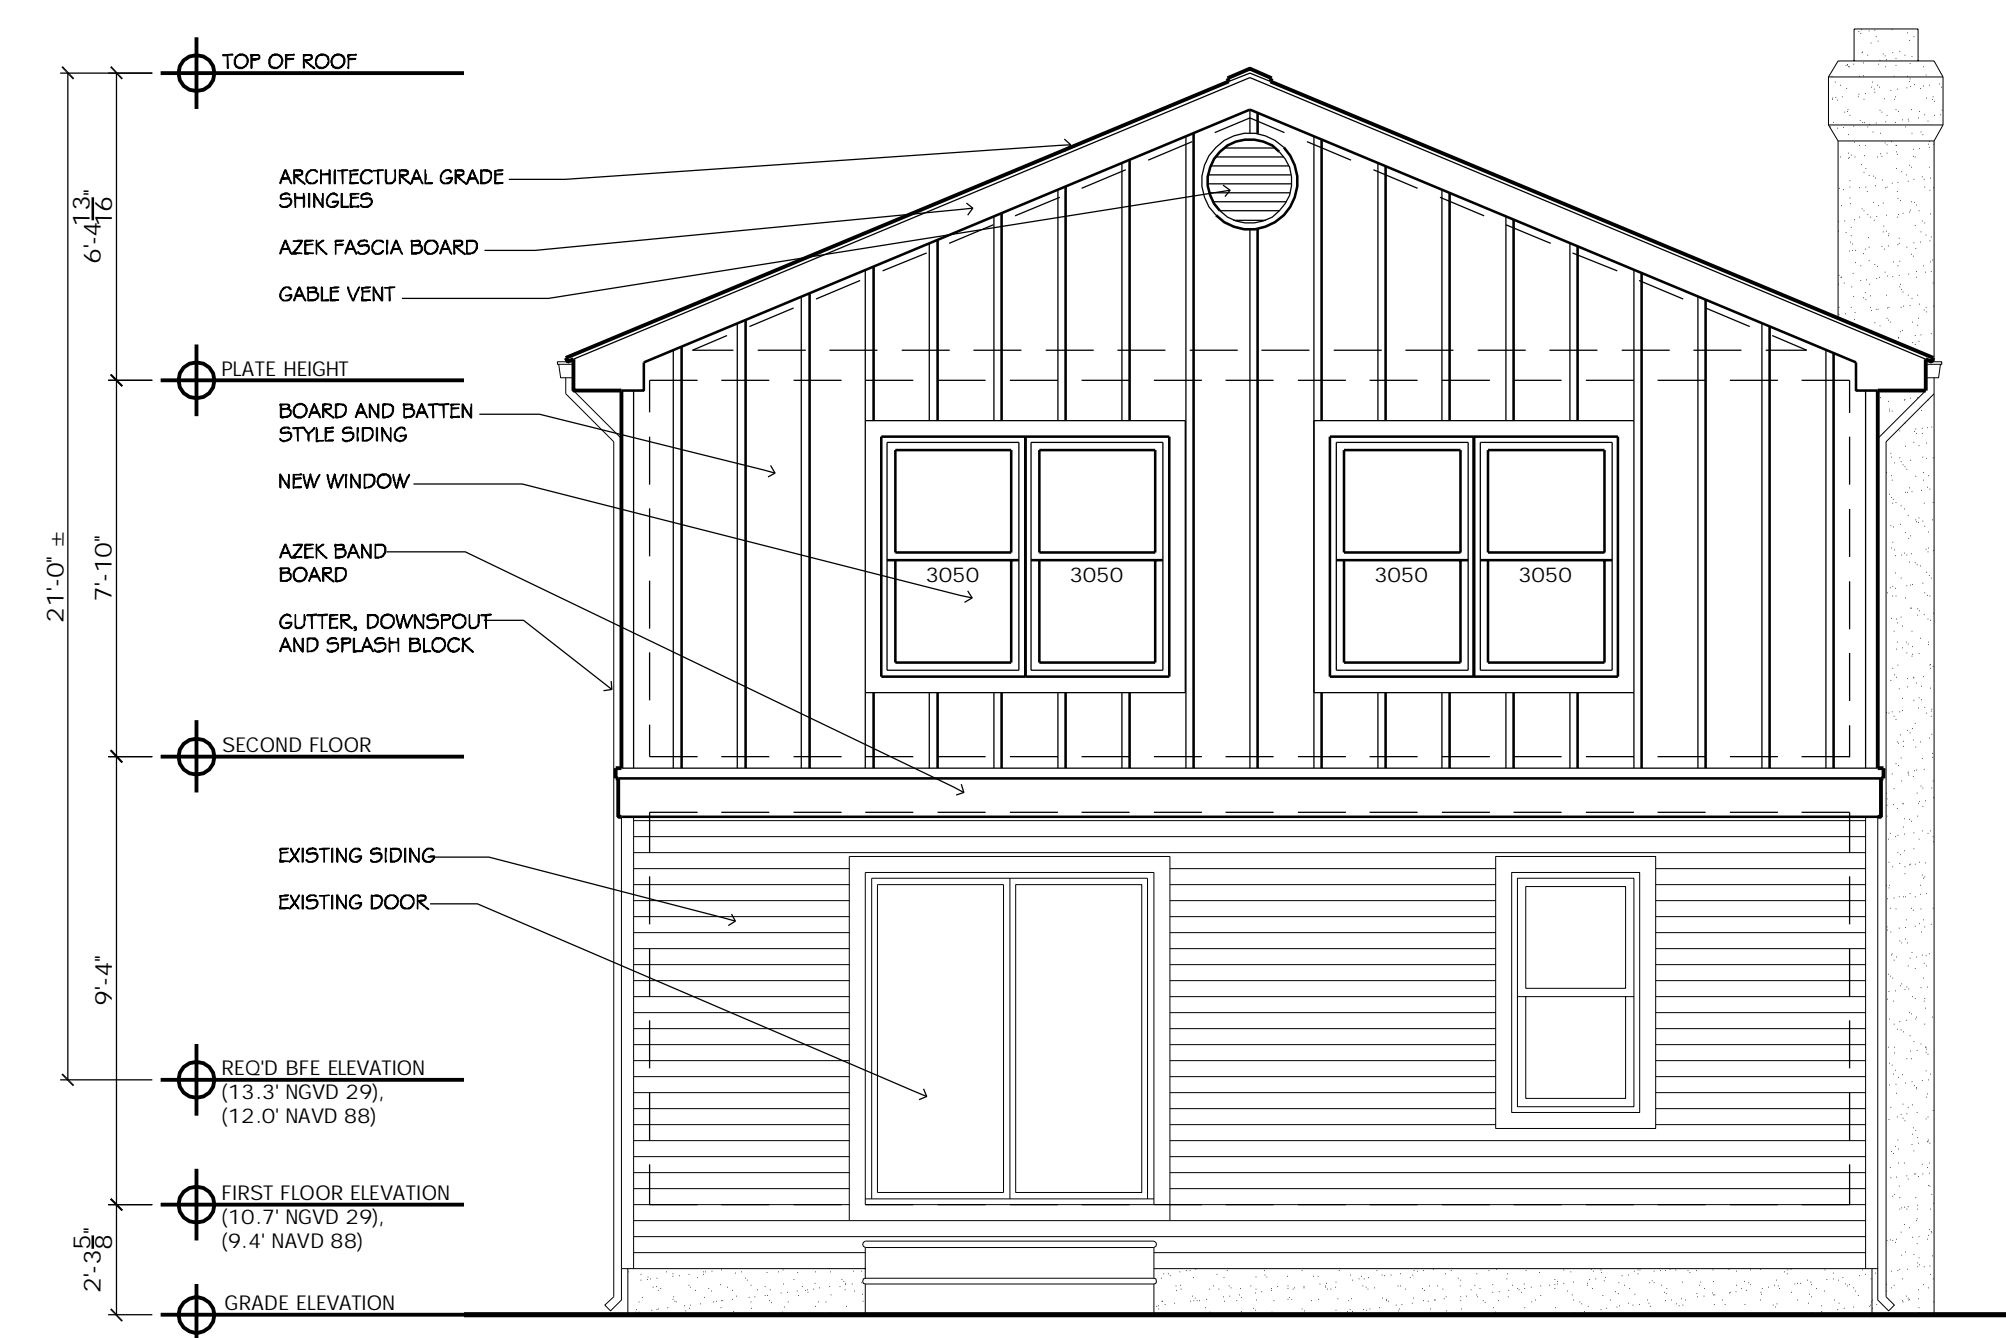 TOP OF ROOF
ARCHITECTURAL GRADE
SHINGLES
6'-4 13/16"
AZEK FASCIA BOARD
GABLE VENT
PLATE HEIGHT
BOARD AND BATTEN
STYLE SIDING
NEW WINDOW
21'-0" ±
7'-10"
AZEK BAND
BOARD
3050
3050
3050
3050
GUTTER, DOWNSPOUT
AND SPLASH BLOCK
SECOND FLOOR
EXISTING SIDING
EXISTING DOOR
9'-4"
REQ'D BFE ELEVATION
(13.3' NGVD 29),
(12.0' NAVD 88)
FIRST FLOOR ELEVATION
(10.7' NGVD 29),
(9.4' NAVD 88)
2'-3 5/8"
GRADE ELEVATION